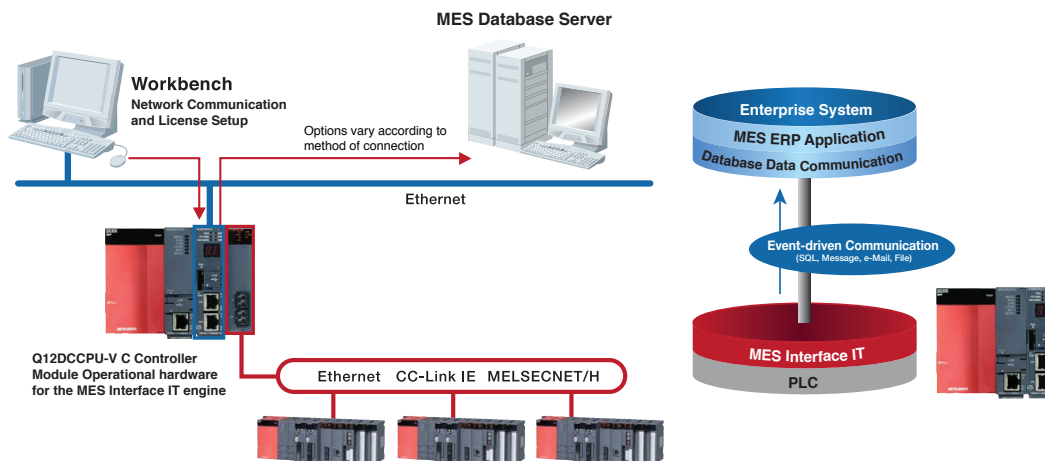 MES Database Server
Workbench
Network Communication
and License Setup
Options vary according to
method of connection
Ethernet
Q12DCCPU-V C Controller
Module Operational hardware
for the MES Interface IT engine
Ethernet CC-Link IE MELSECNET/H
Enterprise System
MES ERP Application
Database Data Communication
Event-driven Communication
(SQL, Message, e-Mail, File)
MES Interface IT
PLC